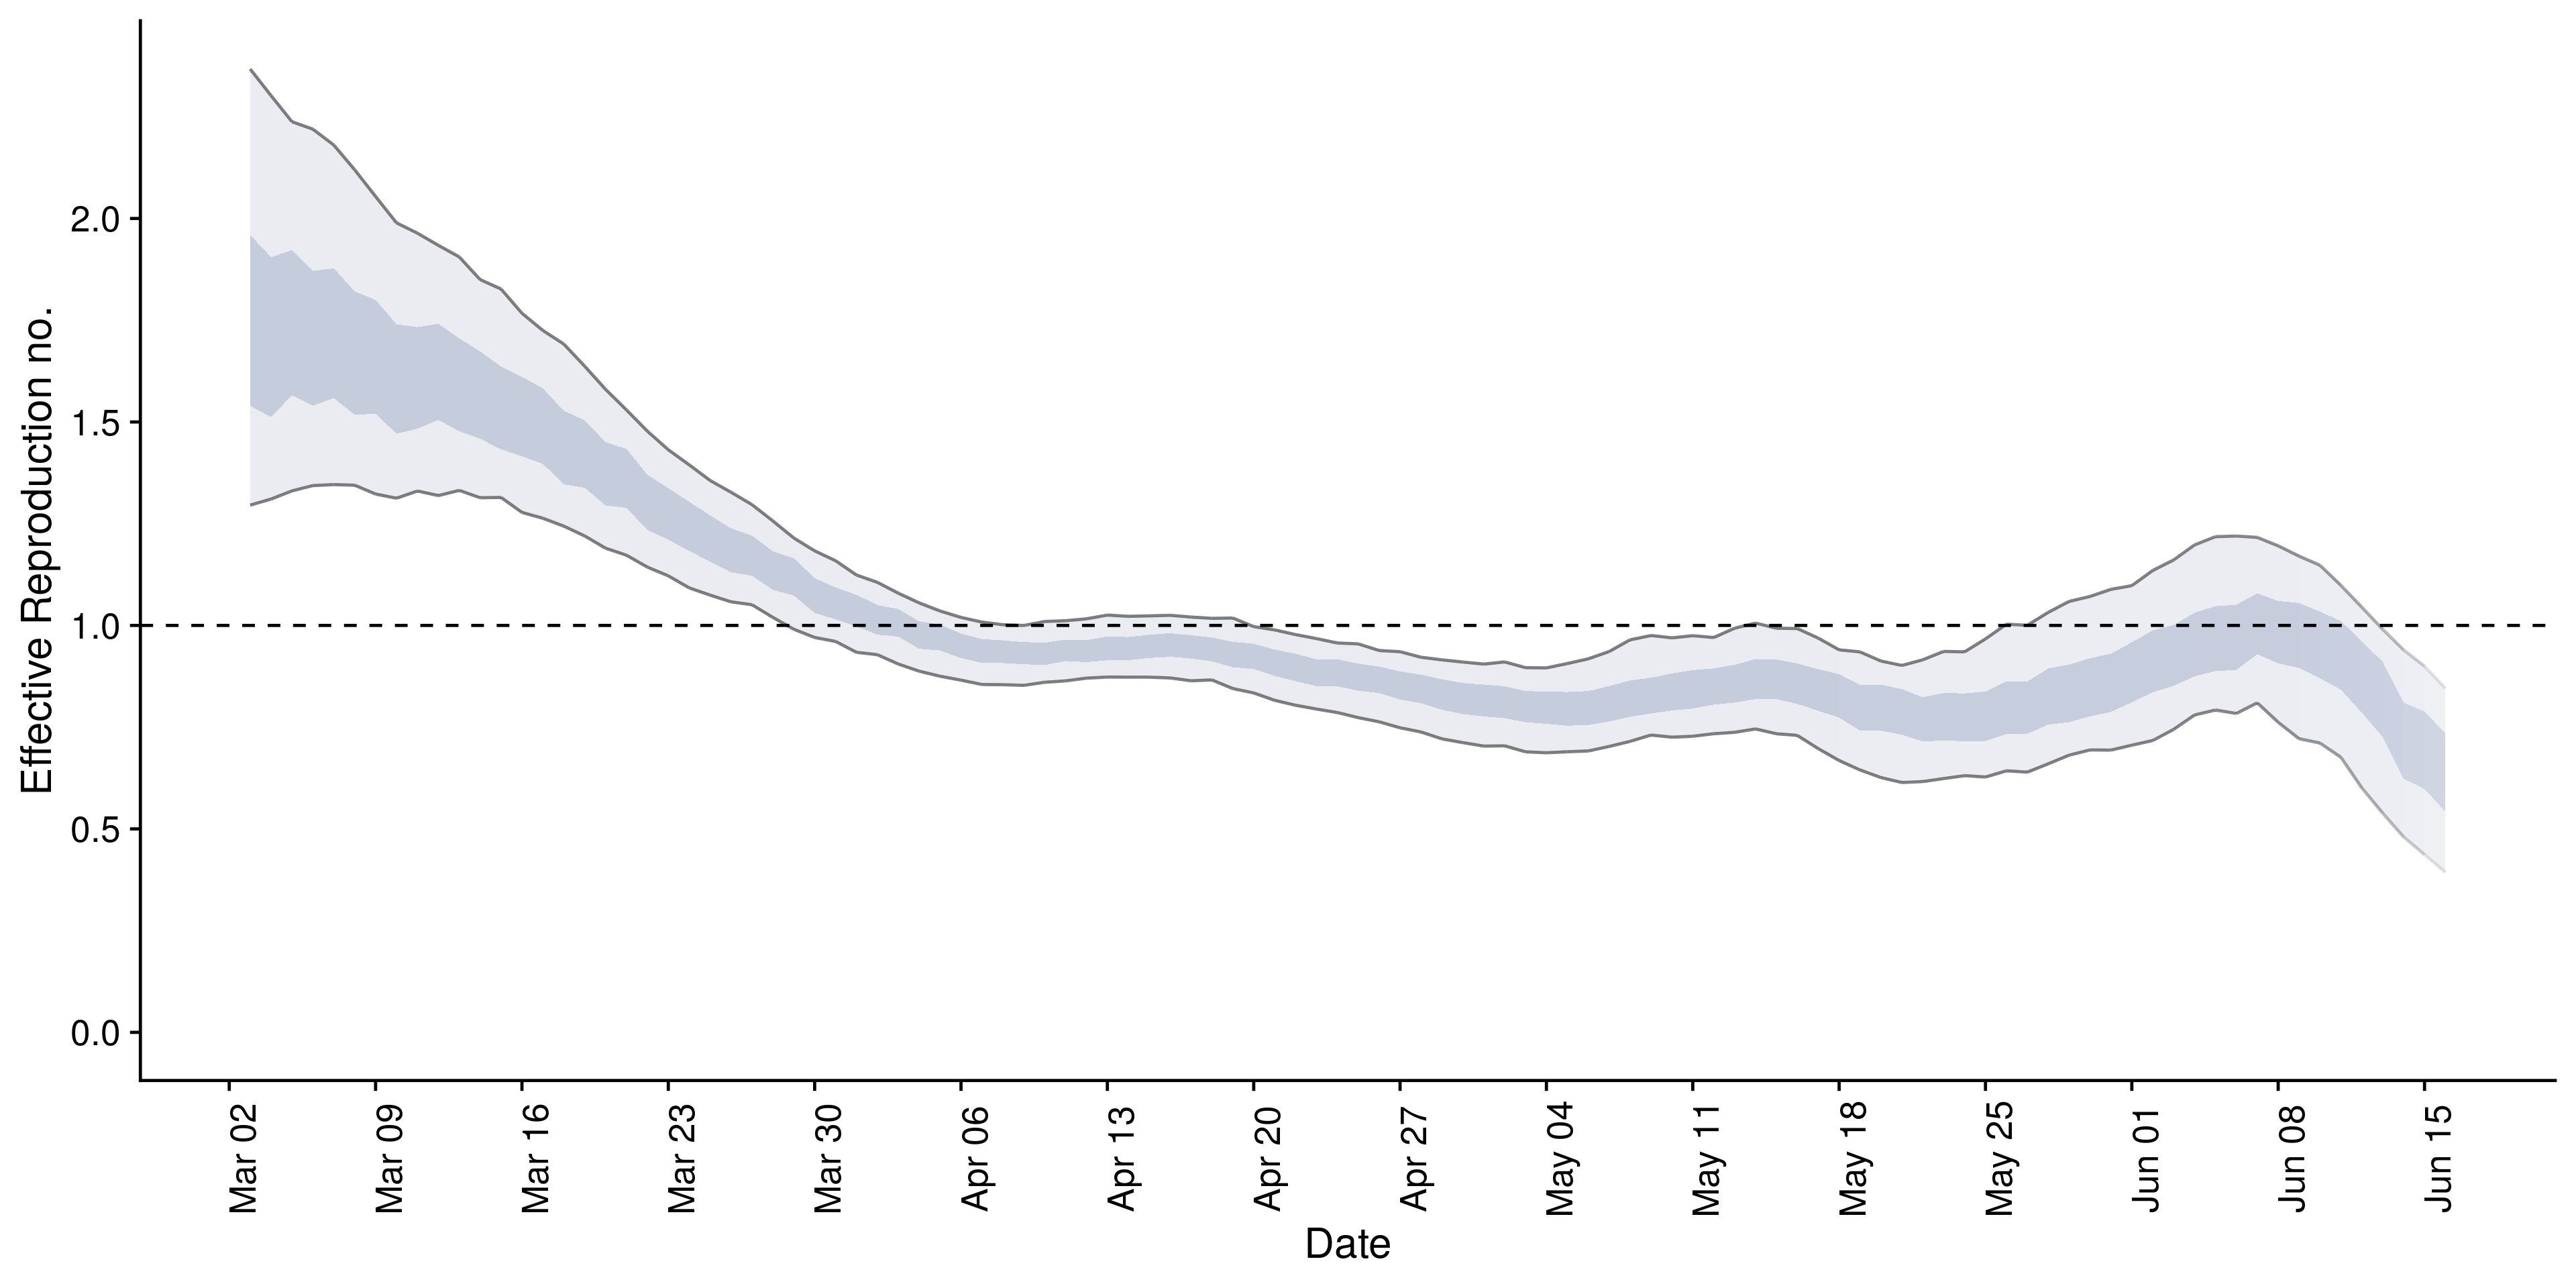 Effective Reproduction no.
2.0
1.5
1.0
0.5
0.0
Mar 02
Mar 09
Mar 16
Mar 23
Mar 30
Apr 06
Apr 13
Apr 20
Apr 27
May 04
May 11
May 18
May 25
Jun 01
Jun 08
Jun 15
Date